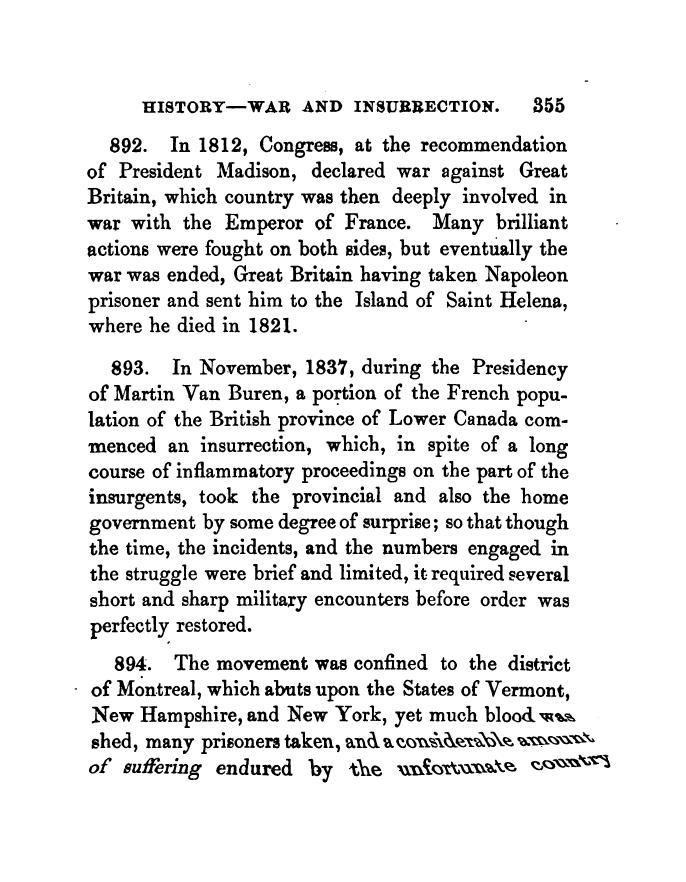 HISTORY—WAR AND INSURRECTION. 355
892. In 1812, Congress, at the recommendation
of President Madison, declared war against Great
Britain, which country was then deeply involved in
war with the Emperor of France. Many brilliant
actions were fought on both sides, but eventually the
war was ended, Great Britain having taken Napoleon
prisoner and sent him to the Island of Saint Helena,
where he died in 1821.
893. In November, 1837, during the Presidency
of Martin Van Buren, a portion of the French popu-
lation of the British province of Lower Canada com-
menced an insurrection, which, in spite of a long
course of inflammatory proceedings on the part of the
insurgents, took the provincial and also the home
government by some degree of surprise; so that though
the time, the incidents, and the numbers engaged in
the struggle were brief and limited, it required several
short and sharp military encounters before order was
perfectly restored.
894. The movement was confined to the district
of Montreal, which abuts upon the States of Vermont,
New Hampshire, and New York, yet much blood was
shed, many prisoners taken, and a considerable amount
of suffering endured by the unfortunate country